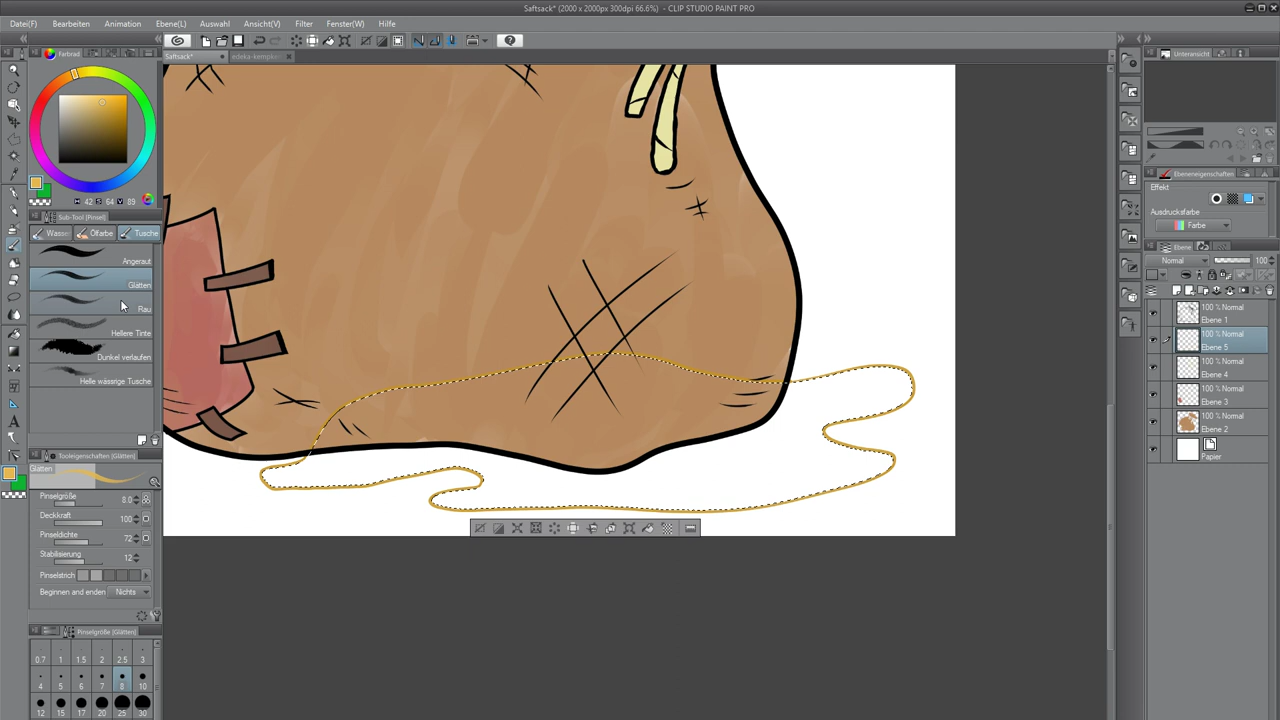 Saftsack* (2000 x 2000px 300dpi 66.6%) - CLIP STUDIO PAINT PRO
Datei(F) Bearbeiten Animation Ebene(L) Auswahl Ansicht(V) Filter Fenster(W) Hilfe
Saftsack*
Farbrad
H 42 S 64 V 89
Sub-Tool [Pinsel]
Wasse Ölfarbe Tusche
Angeraut
Glätten
Rau
Hellere Tinte
Dunkel verlaufen
Helle wässrige Tusche
Tooleigenschaften (Glätten)
Glätten
Pinselgröße 8.0
Deckkraft 100
Pinseldichte 72
Stabilisierung 12
Pinselstrich
Beginnen und enden Nichts
Pinselgröße (Glätten)
0.7 1 1.5 2 2.5 3
4 5 6 7 8 10
12 15 17 20 25 30
Unteransicht
Ebeneneigenschaften
Effekt
Ausdrucksfarbe
Farbe
Ebene
Normal 100
100 % Normal
Ebene 1
100 % Normal
Ebene 5
100 % Normal
Ebene 4
100 % Normal
Ebene 3
100 % Normal
Ebene 2
Papier